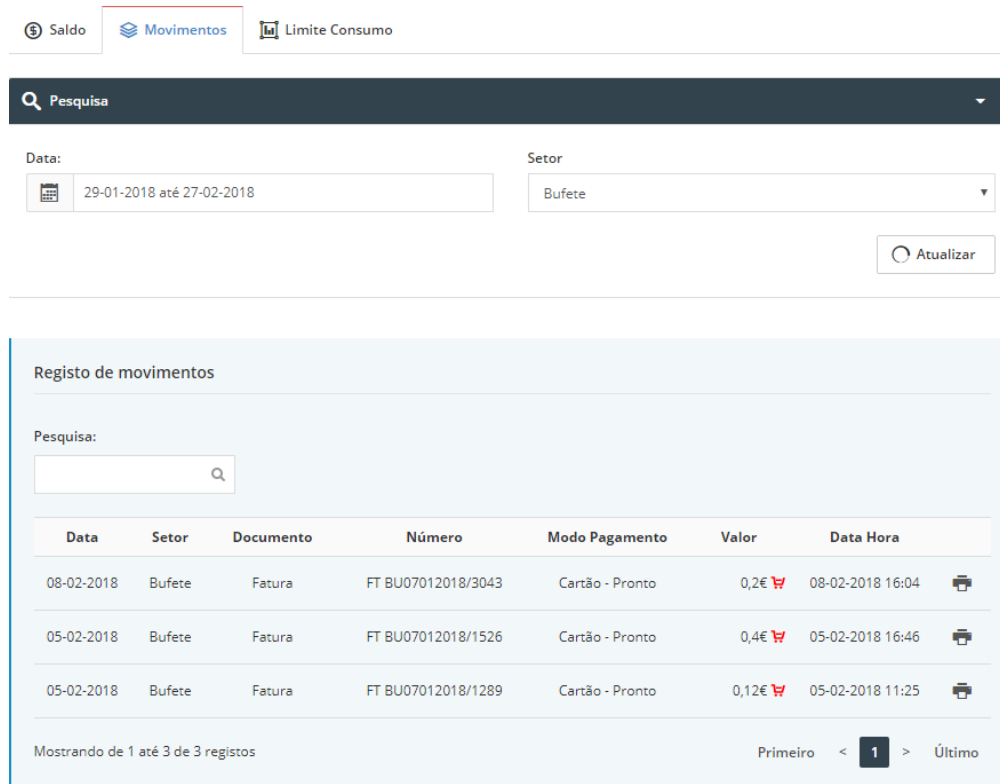 Saldo Movimentos Limite Consumo
Pesquisa
Data: Setor
29-01-2018 até 27-02-2018 Bufete
Atualizar
Registo de movimentos
Pesquisa:
Data Setor Documento Número Modo Pagamento Valor Data Hora
08-02-2018 Bufete Fatura FT BU07012018/3043 Cartão - Pronto 0,2€ 08-02-2018 16:04
05-02-2018 Bufete Fatura FT BU07012018/1526 Cartão - Pronto 0,4€ 05-02-2018 16:46
05-02-2018 Bufete Fatura FT BU07012018/1289 Cartão - Pronto 0,12€ 05-02-2018 11:25
Mostrando de 1 até 3 de 3 registos Primeiro < 1 > Último